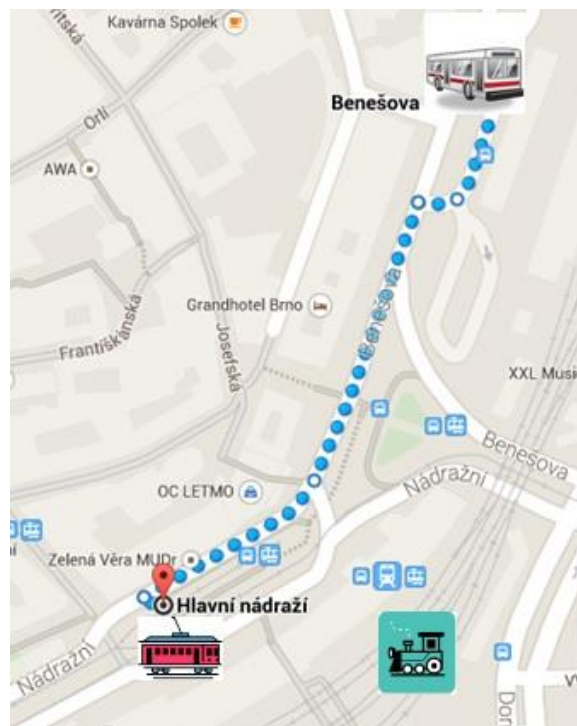 Kavárna Spolek
Benešova
Orlí
AWA
Benešova
Grandhotel Brno
Josefská
Františkánská
XXL Music
Benešova
Nádražní
OC LETMO
Zelená Věra MUDr
Hlavní nádraží
Nádražní